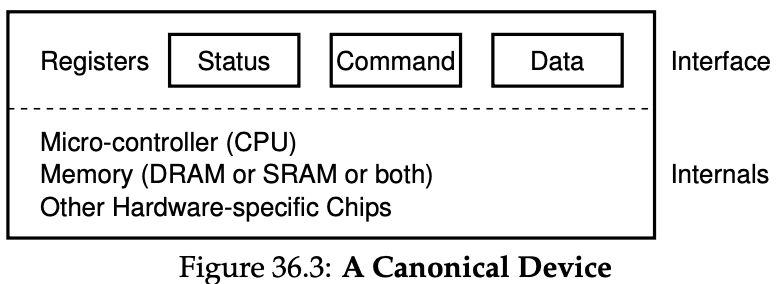 Registers Status Command Data Interface
Micro-controller (CPU)
Memory (DRAM or SRAM or both) Internals
Other Hardware-specific Chips
Figure 36.3: A Canonical Device